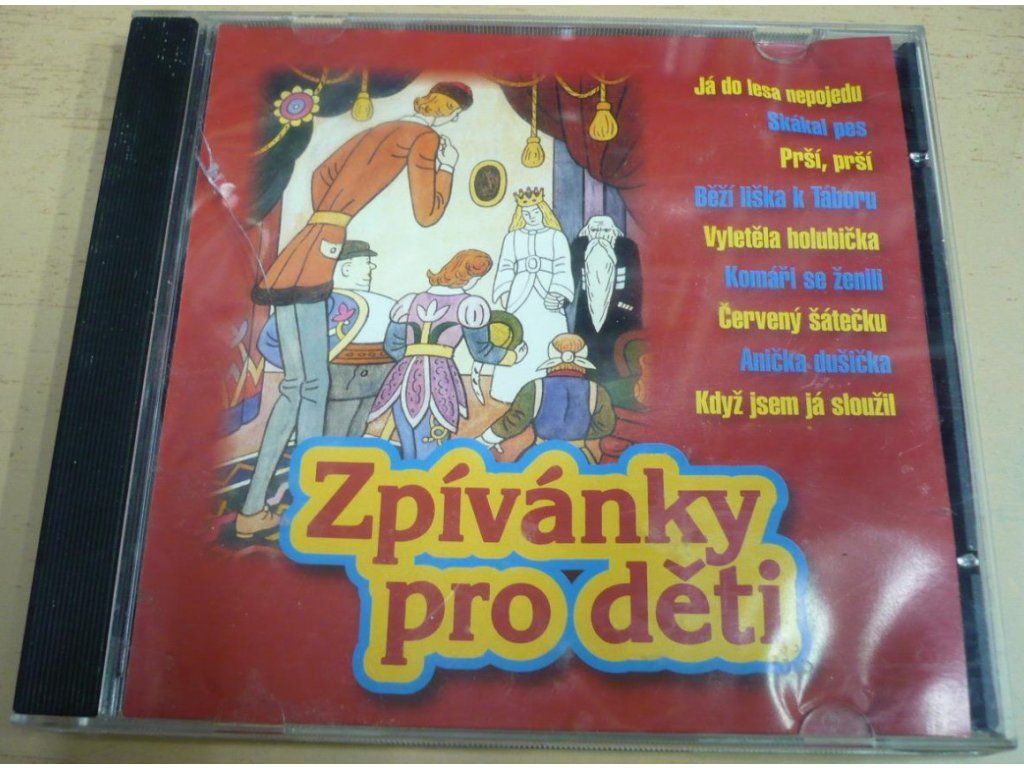 Já do lesa nepojedu
Skákal pes
Prší, prší
Běží liška k Táboru
Vyletěla holubička
Komáři se ženili
Červený šátečku
Anička dušička
Když jsem já sloužil
Zpívánky
pro děti